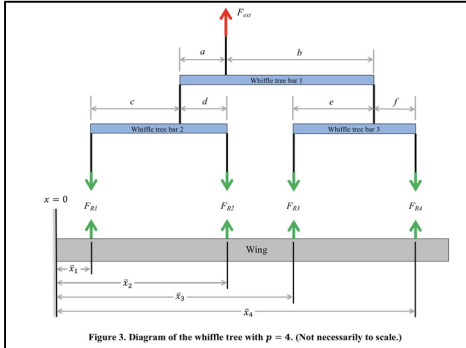 F_ext
a b
Whiffle tree bar 1
c d e f
Whiffle tree bar 2 Whiffle tree bar 3
x = 0
F_R1 F_R2 F_R3 F_R4
Wing
x̄₁
x̄₂
x̄₃
x̄₄
Figure 3. Diagram of the whiffle tree with p = 4. (Not necessarily to scale.)